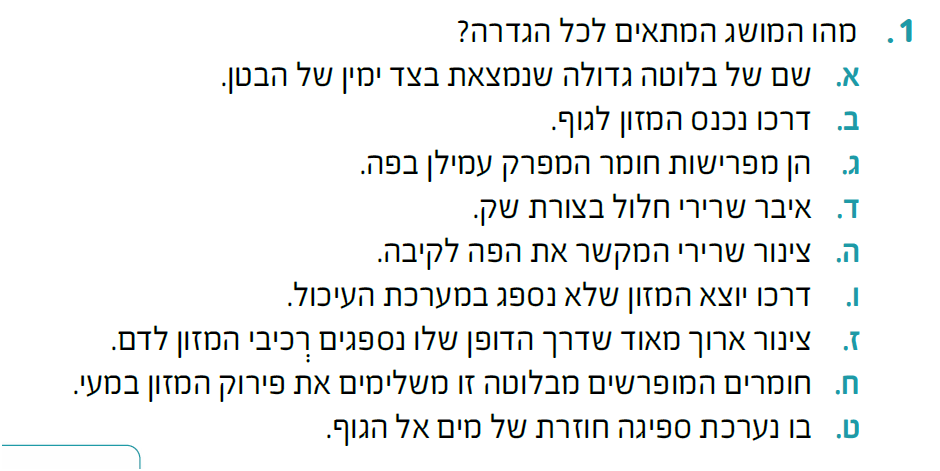 1. מהו המושג המתאים לכל הגדרה?
א. שם של בלוטה גדולה שנמצאת בצד ימין של הבטן.
ב. דרכו נכנס המזון לגוף.
ג. הן מפרישות חומר המפרק עמילן בפה.
ד. איבר שרירי חלול בצורת שק.
ה. צינור שרירי המקשר את הפה לקיבה.
ו. דרכו יוצא המזון שלא נספג במערכת העיכול.
ז. צינור ארוך מאוד שדרך הדופן שלו נספגים רְכיבי המזון לדם.
ח. חומרים המופרשים מבלוטה זו משלימים את פירוק המזון במעי.
ט. בו נערכת ספיגה חוזרת של מים אל הגוף.